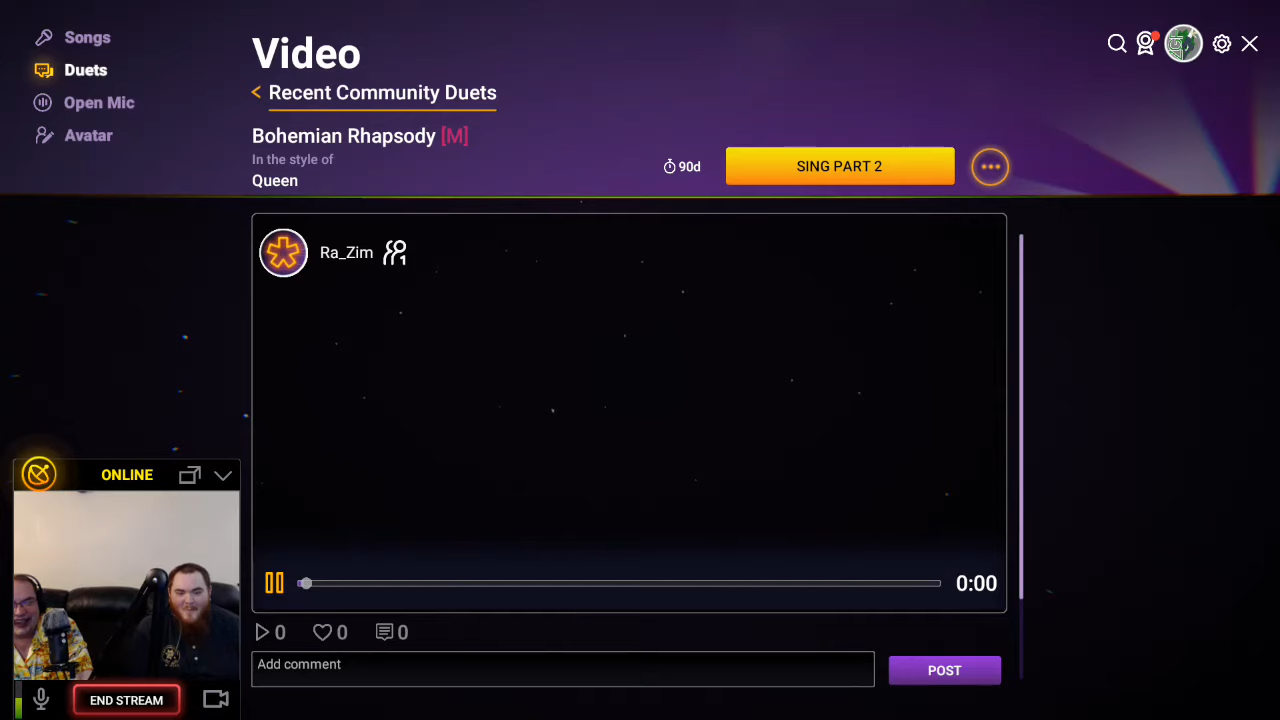 Songs
Duets
Open Mic
Avatar
Video
< Recent Community Duets
Bohemian Rhapsody [M]
In the style of
Queen
90d
SING PART 2
Ra_Zim
0:00
0
0
0
Add comment
POST
ONLINE
END STREAM